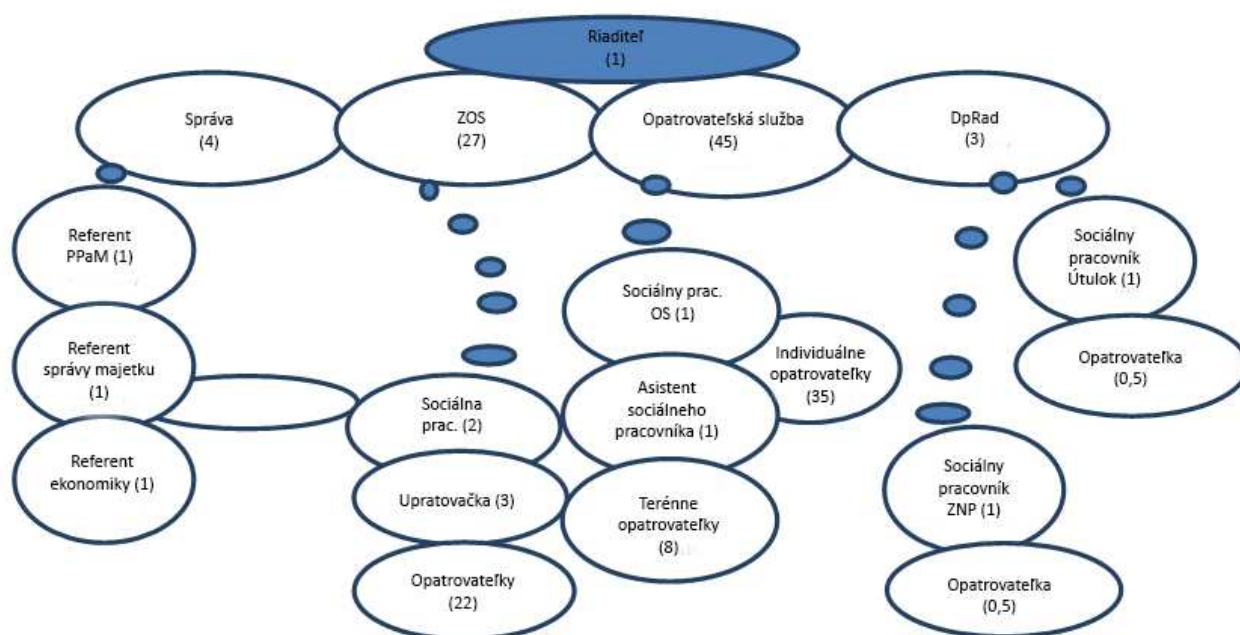 Riaditeľ
(1)
Správa
(4)
ZOS
(27)
Opatrovateľská služba
(45)
DpRad
(3)
Referent
PPaM (1)
Referent
správy majetku
(1)
Referent
ekonomiky (1)
Sociálna
prac. (2)
Upratovačka (3)
Opatrovateľky
(22)
Sociálny prac.
OS (1)
Asistent
sociálneho
pracovníka (1)
Terénne
opatrovateľky
(8)
Individuálne
opatrovateľky
(35)
Sociálny
pracovník
ZNP (1)
Opatrovateľka
(0,5)
Sociálny
pracovník
Útulok (1)
Opatrovateľka
(0,5)